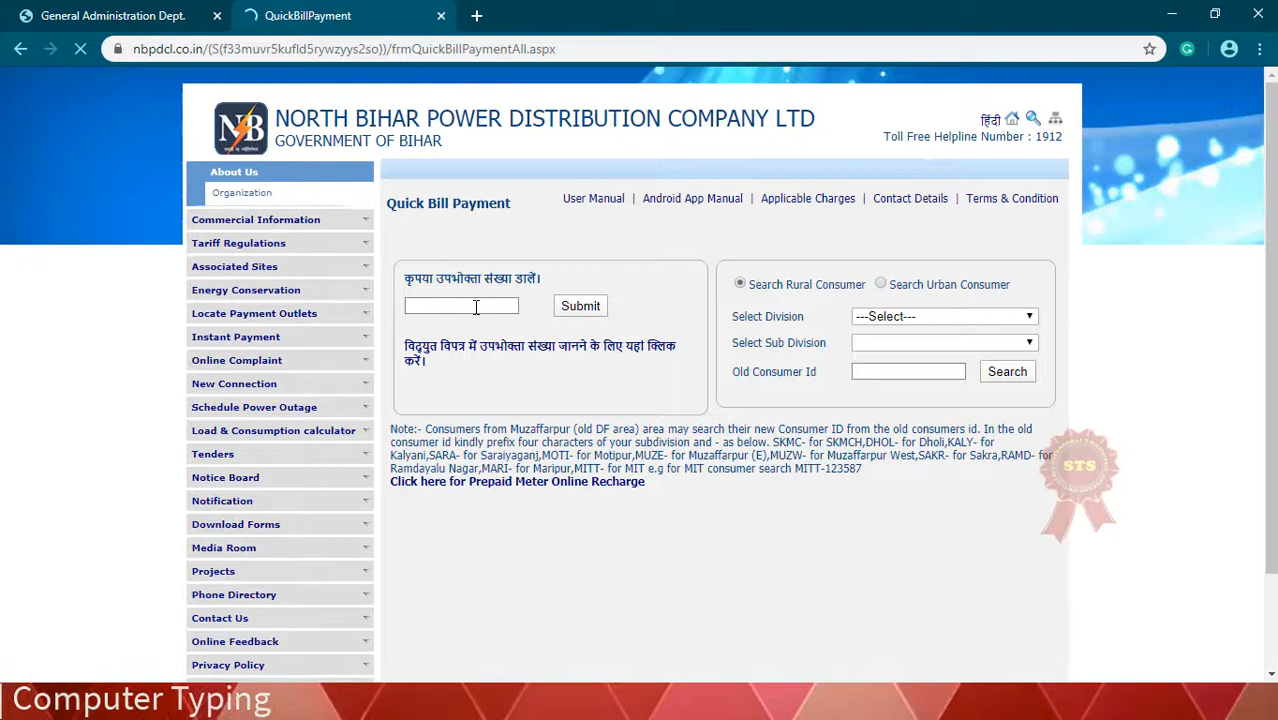 General Administration Dept.
QuickBillPayment
nbpdcl.co.in/(S(f33muvr5kufld5rywzyys2so))/frmQuickBillPaymentAll.aspx
NORTH BIHAR POWER DISTRIBUTION COMPANY LTD
GOVERNMENT OF BIHAR
NB
हिंदी
Toll Free Helpline Number : 1912
About Us
Organization
Commercial Information
Tariff Regulations
Associated Sites
Energy Conservation
Locate Payment Outlets
Instant Payment
Online Complaint
New Connection
Schedule Power Outage
Load & Consumption calculator
Tenders
Notice Board
Notification
Download Forms
Media Room
Projects
Phone Directory
Contact Us
Online Feedback
Privacy Policy
Quick Bill Payment
User Manual | Android App Manual | Applicable Charges | Contact Details | Terms & Condition
कृपया उपभोक्ता संख्या डालें।
Submit
विद्युत विपत्र में उपभोक्ता संख्या जानने के लिए यहां क्लिक
करें।
Search Rural Consumer
Search Urban Consumer
Select Division
---Select---
Select Sub Division
Old Consumer Id
Search
Note:- Consumers from Muzaffarpur (old DF area) area may search their new Consumer ID from the old consumers id. In the old
consumer id kindly prefix four characters of your subdivision and - as below. SKMC- for SKMCH,DHOL- for Dholi,KALY- for
Kalyani,SARA- for Saraiyaganj,MOTI- for Motipur,MUZE- for Muzaffarpur (E),MUZW- for Muzaffarpur West,SAKR- for Sakra,RAMD- for
Ramdayalu Nagar,MARI- for Maripur,MITT- for MIT e.g for MIT consumer search MITT-123587
Click here for Prepaid Meter Online Recharge
STS
Computer Typing